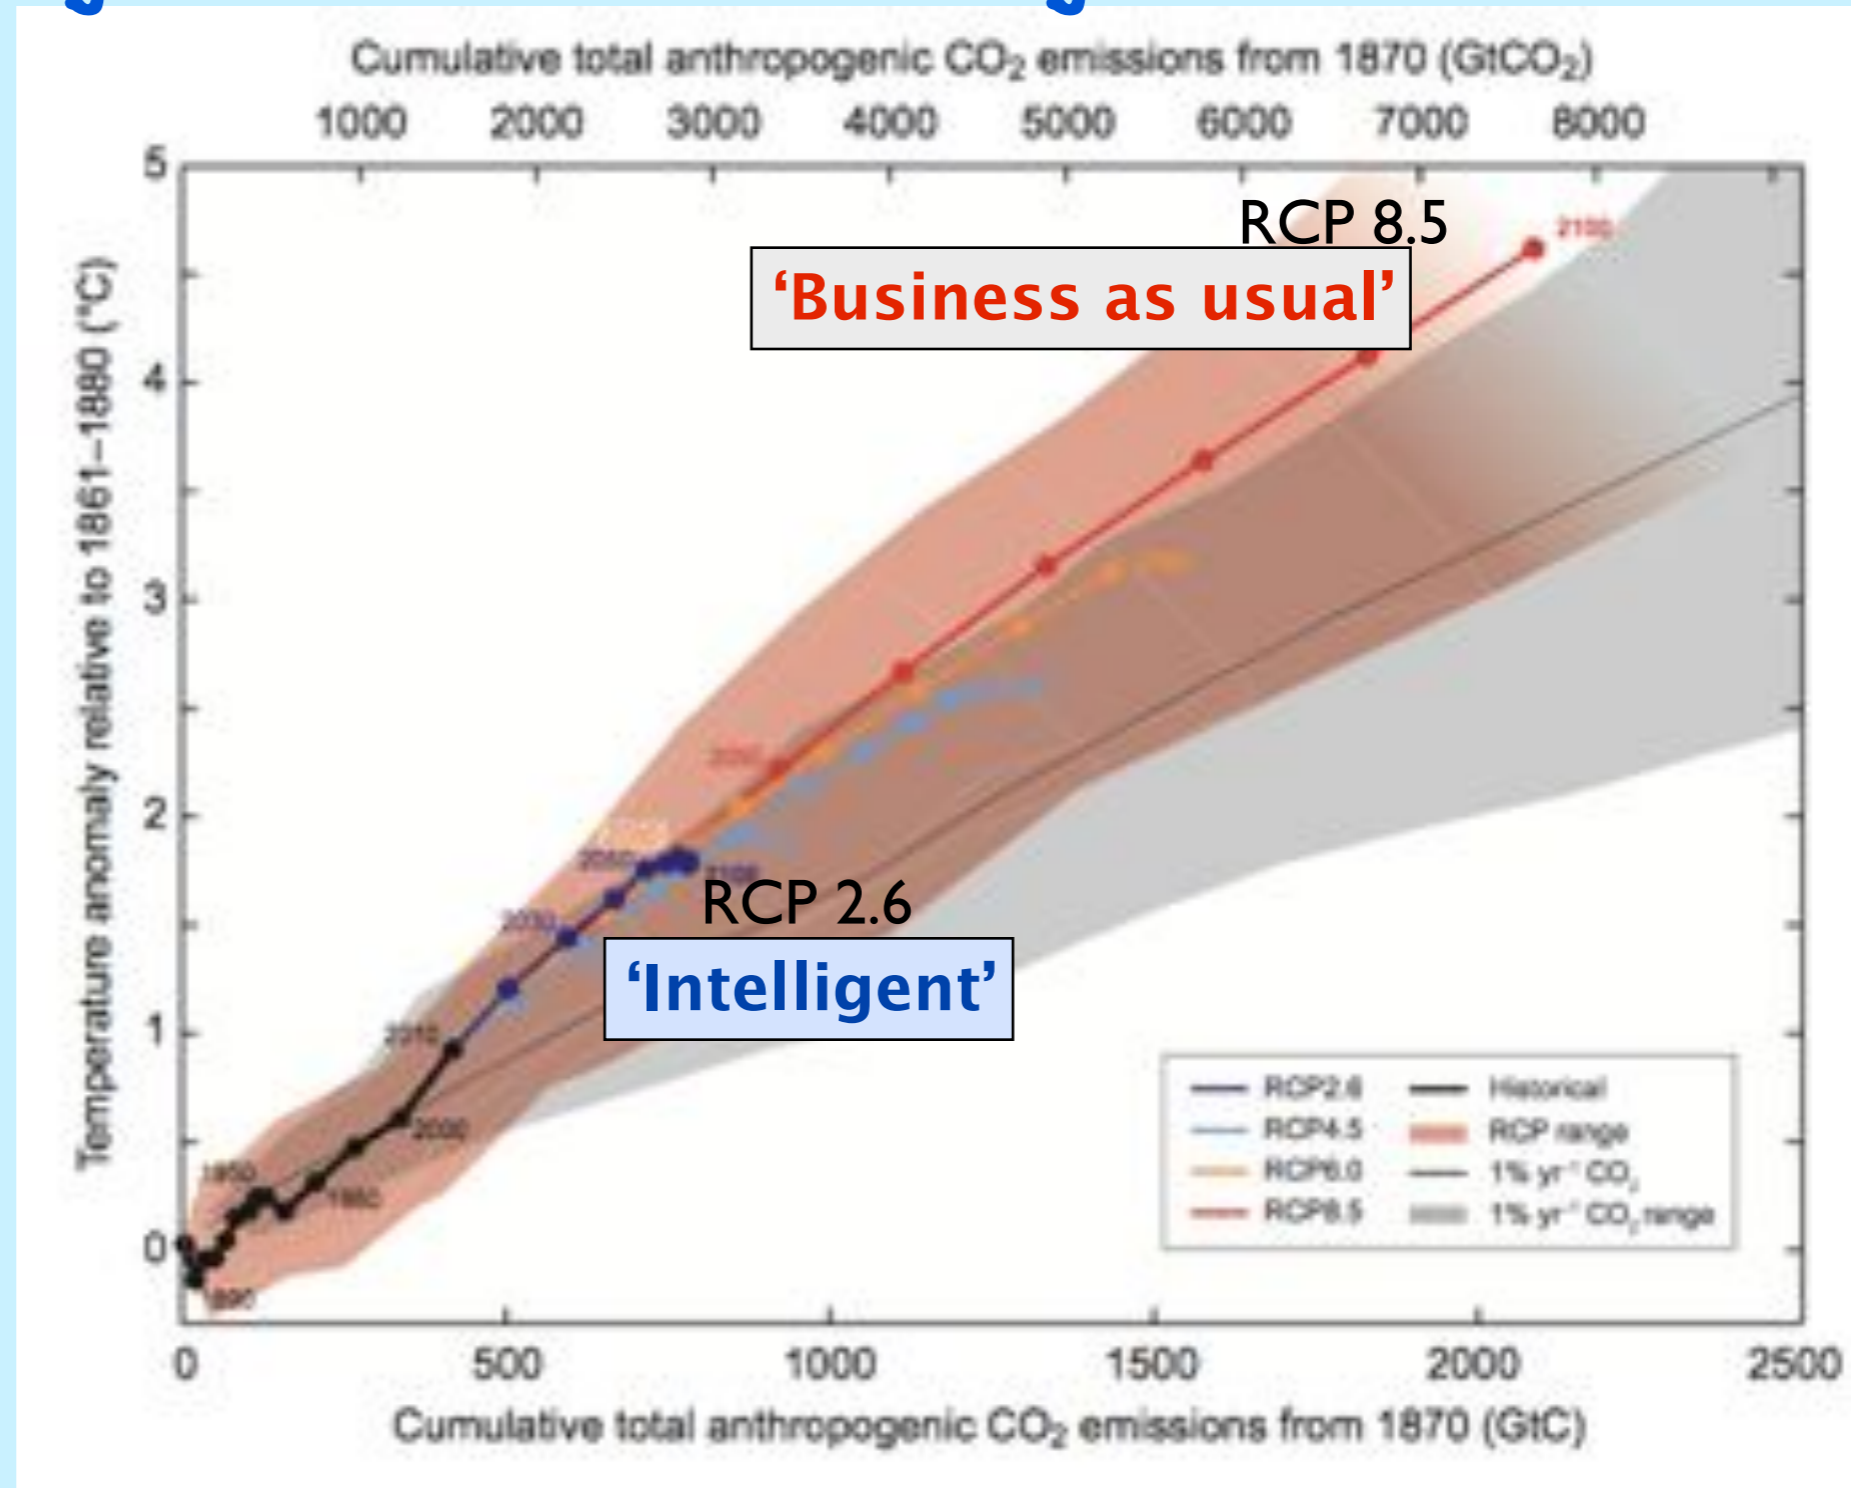 Cumulative total anthropogenic CO₂ emissions from 1870 (GtCO₂)
1000 2000 3000 4000 5000 6000 7000 8000
5
4
3
2
1
0
Temperature anomaly relative to 1861–1880 (°C)
RCP 8.5
2100
‘Business as usual’
2050
2050
2100
RCP 2.6
2030
‘Intelligent’
2010
2000
1950
1980
1890
RCP2.6 Historical
RCP4.5 RCP range
RCP6.0 1% yr⁻¹ CO₂
RCP8.5 1% yr⁻¹ CO₂ range
0 500 1000 1500 2000 2500
Cumulative total anthropogenic CO₂ emissions from 1870 (GtC)